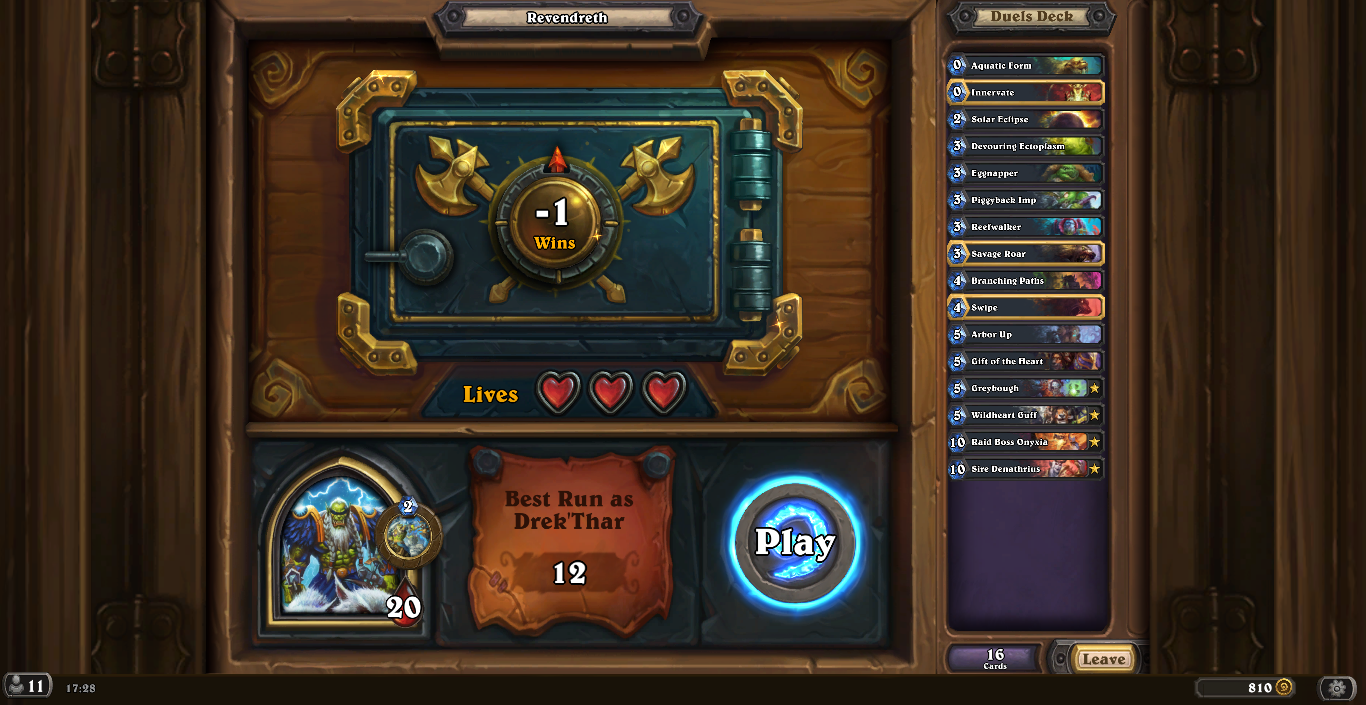 Revendreth
-1
Wins
Lives
2
20
Best Run as
Drek'Thar
12
Play
Duels Deck
0 Aquatic Form
0 Innervate
2 Solar Eclipse
3 Devouring Ectoplasm
3 Eggnapper
3 Piggyback Imp
3 Reefwalker
3 Savage Roar
4 Branching Paths
4 Swipe
5 Arbor Up
5 Gift of the Heart
5 Greybough
5 Wildheart Guff
10 Raid Boss Onyxia
10 Sire Denathrius
16
Cards
Leave
11
17:28
810